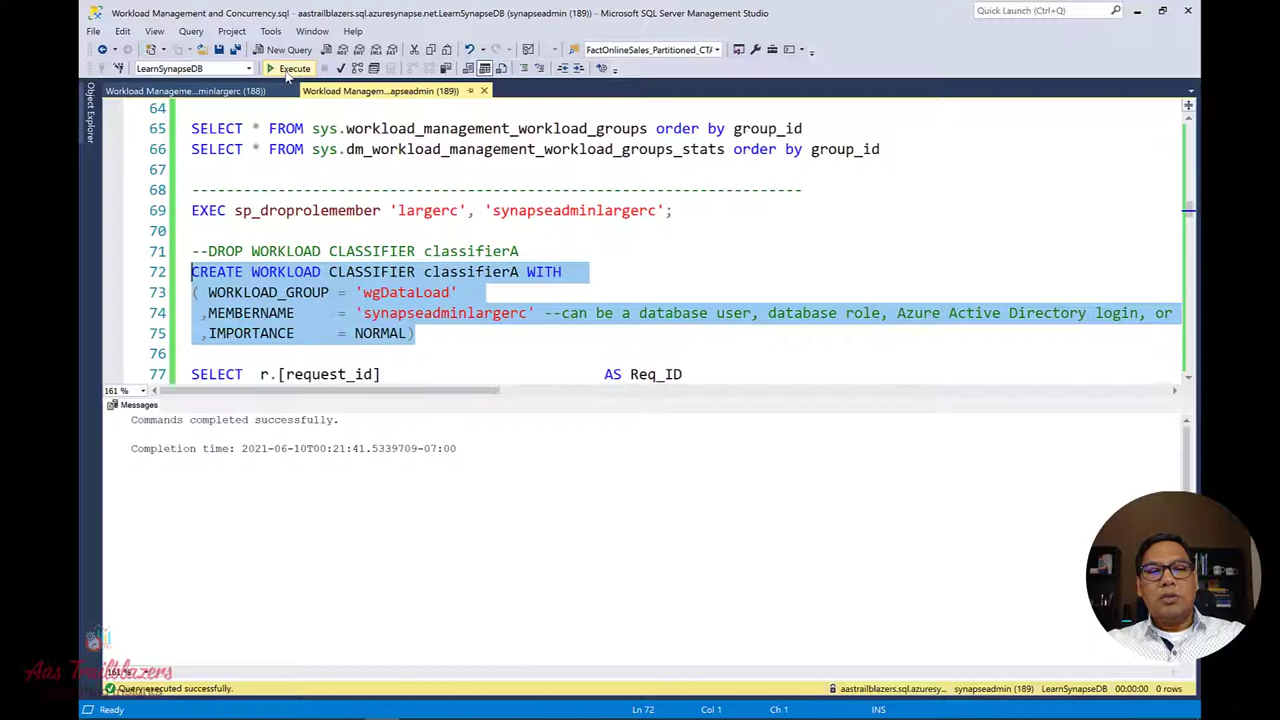 Workload Management and Concurrency.sql - aastrailblazers.sql.azuresynapse.net.LearnSynapseDB (synapseadmin (189)) - Microsoft SQL Server Management Studio
Quick Launch (Ctrl+Q)
File Edit View Query Project Tools Window Help
New Query
FactOnlineSales_Partitioned_CTA
LearnSynapseDB
Execute
Object Explorer
Workload Manageme...minlargerc (188))
Workload Managem...apseadmin (189))
64
65 SELECT * FROM sys.workload_management_workload_groups order by group_id
66 SELECT * FROM sys.dm_workload_management_workload_groups_stats order by group_id
67
68 ------------------------------------------------------------------------
69 EXEC sp_droprolemember 'largerc', 'synapseadminlargerc';
70
71 --DROP WORKLOAD CLASSIFIER classifierA
72 CREATE WORKLOAD CLASSIFIER classifierA WITH
73 ( WORKLOAD_GROUP = 'wgDataLoad'
74 ,MEMBERNAME = 'synapseadminlargerc' --can be a database user, database role, Azure Active Directory login, or
75 ,IMPORTANCE = NORMAL)
76
77 SELECT r.[request_id] AS Req_ID
161 %
Messages
Commands completed successfully.
Completion time: 2021-06-10T00:21:41.5339709-07:00
Aas Trailblazers
161 %
Query executed successfully.
aastrailblazers.sql.azuresy... synapseadmin (189) LearnSynapseDB 00:00:00 0 rows
Ready
Ln 72 Col 1 Ch 1 INS